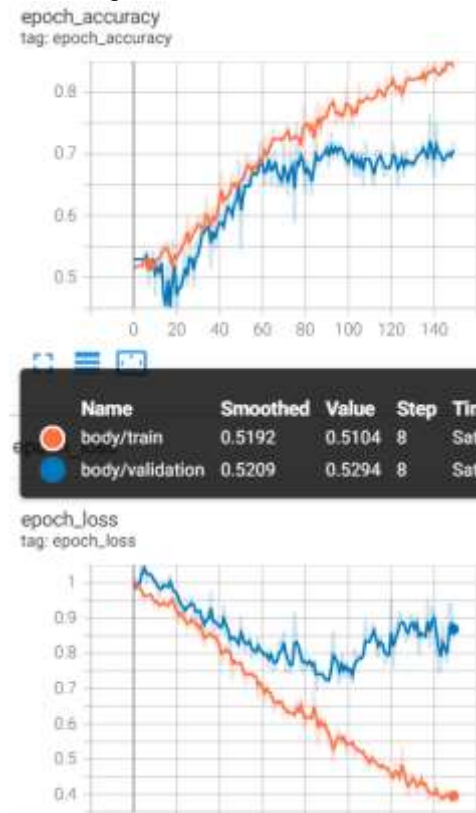 epoch_accuracy
tag: epoch_accuracy
0.8
0.7
0.6
0.5
0 20 40 60 80 100 120 140
Name Smoothed Value Step Tim
body/train 0.5192 0.5104 8 Sat
body/validation 0.5209 0.5294 8 Sat
epoch_loss
tag: epoch_loss
1
0.9
0.8
0.7
0.6
0.5
0.4